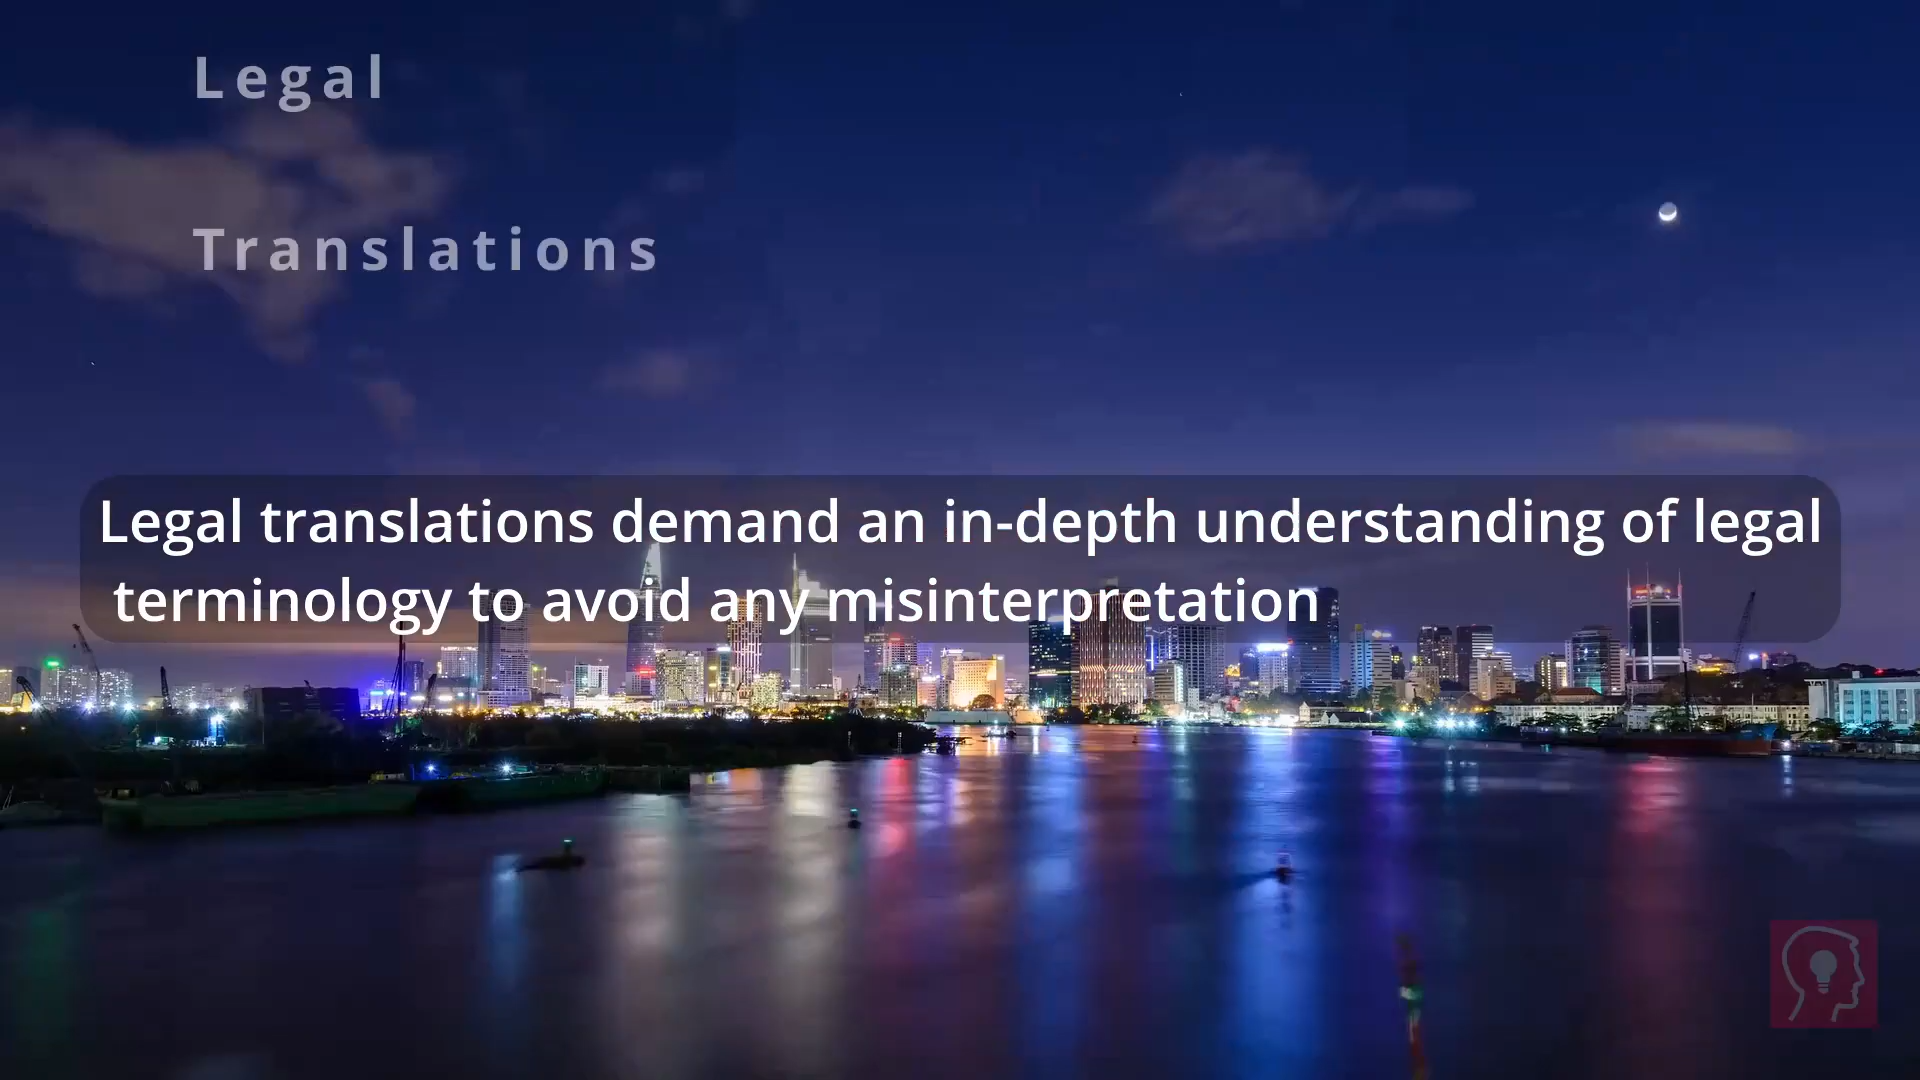 Legal
Translations
Legal translations demand an in-depth understanding of legal
terminology to avoid any misinterpretation